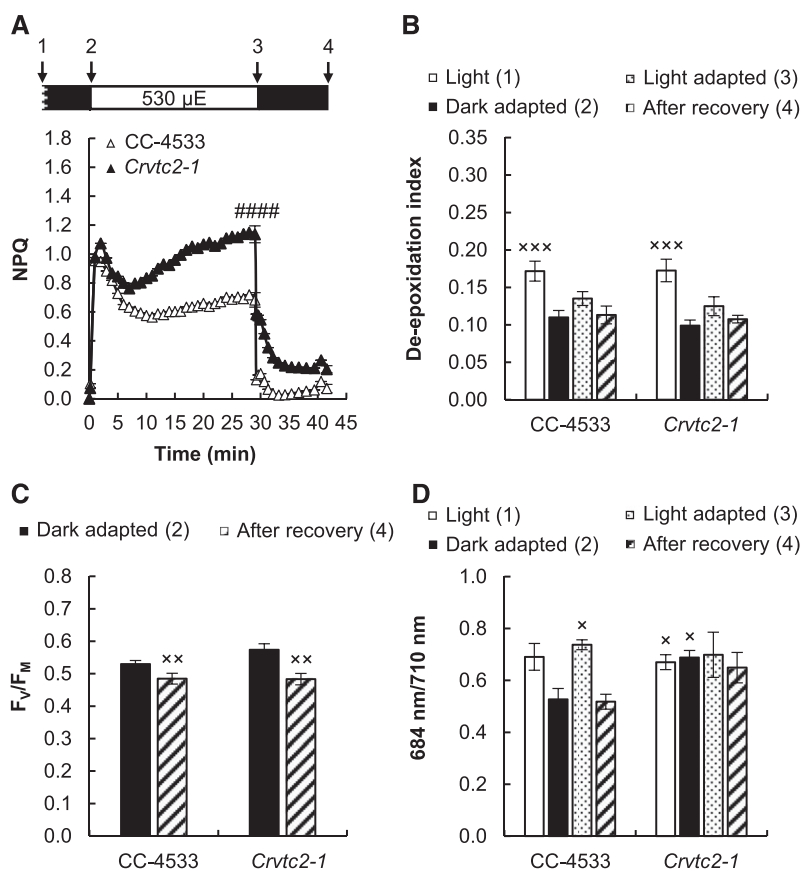 A
1 2 3 4
530 µE
△ CC-4533
▲ Crvtc2-1
####
NPQ
1.8
1.6
1.4
1.2
1.0
0.8
0.6
0.4
0.2
0.0
0 5 10 15 20 25 30 35 40 45
Time (min)
B
Light (1) Light adapted (3)
Dark adapted (2) After recovery (4)
De-epoxidation index
0.35
0.30
0.25
0.20
0.15
0.10
0.05
0.00
××× ×××
CC-4533 Crvtc2-1
C
Dark adapted (2) After recovery (4)
FV/FM
0.8
0.7
0.6
0.5
0.4
0.3
0.2
0.1
0.0
×× ××
CC-4533 Crvtc2-1
D
Light (1) Light adapted (3)
Dark adapted (2) After recovery (4)
684 nm/710 nm
1.0
0.8
0.6
0.4
0.2
0.0
× × ×
CC-4533 Crvtc2-1